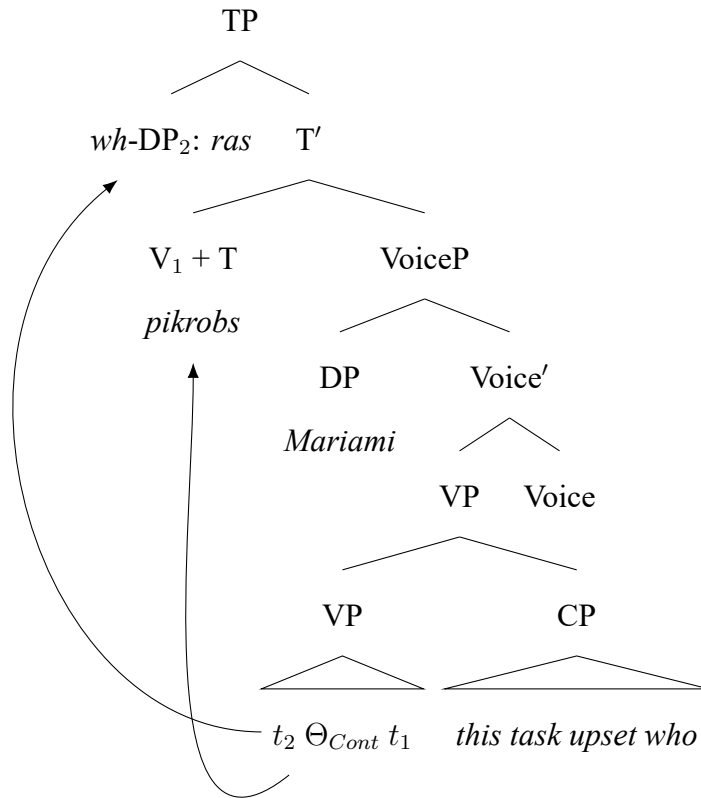 TP
wh-DP₂: ras T′
V₁ + T VoiceP
pikrobs
DP Voice′
Mariami
VP Voice
VP CP
t₂ Θ_Cont t₁ this task upset who